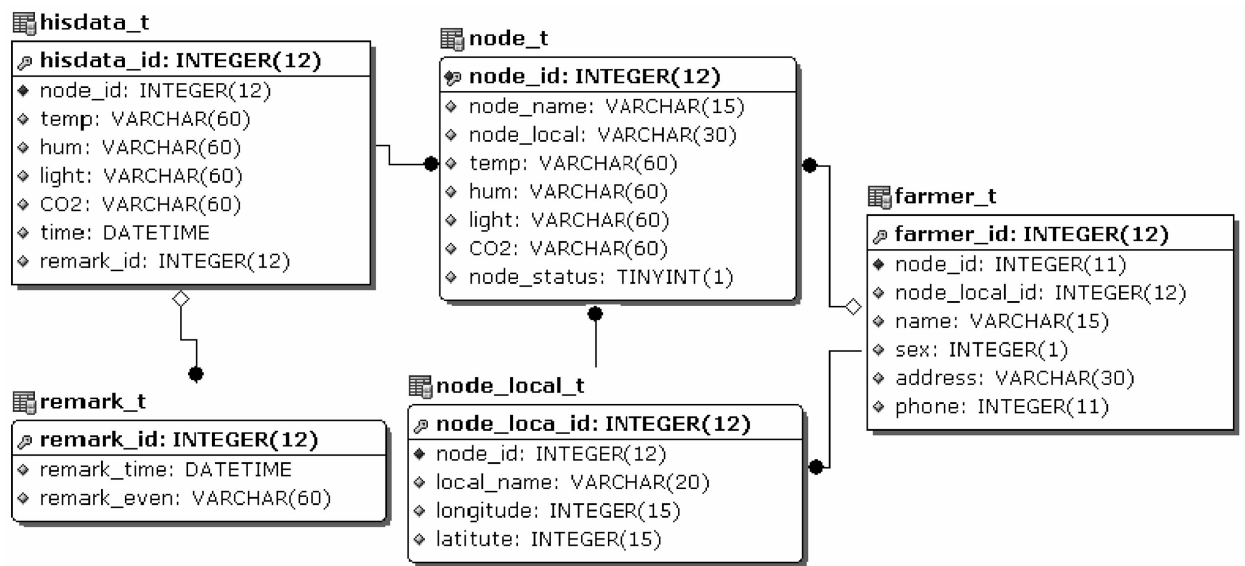 hisdata_t
hisdata_id: INTEGER(12)
node_id: INTEGER(12)
temp: VARCHAR(60)
hum: VARCHAR(60)
light: VARCHAR(60)
CO2: VARCHAR(60)
time: DATETIME
remark_id: INTEGER(12)
node_t
node_id: INTEGER(12)
node_name: VARCHAR(15)
node_local: VARCHAR(30)
temp: VARCHAR(60)
hum: VARCHAR(60)
light: VARCHAR(60)
CO2: VARCHAR(60)
node_status: TINYINT(1)
farmer_t
farmer_id: INTEGER(12)
node_id: INTEGER(11)
node_local_id: INTEGER(12)
name: VARCHAR(15)
sex: INTEGER(1)
address: VARCHAR(30)
phone: INTEGER(11)
remark_t
remark_id: INTEGER(12)
remark_time: DATETIME
remark_even: VARCHAR(60)
node_local_t
node_loca_id: INTEGER(12)
node_id: INTEGER(12)
local_name: VARCHAR(20)
longitude: INTEGER(15)
latitute: INTEGER(15)